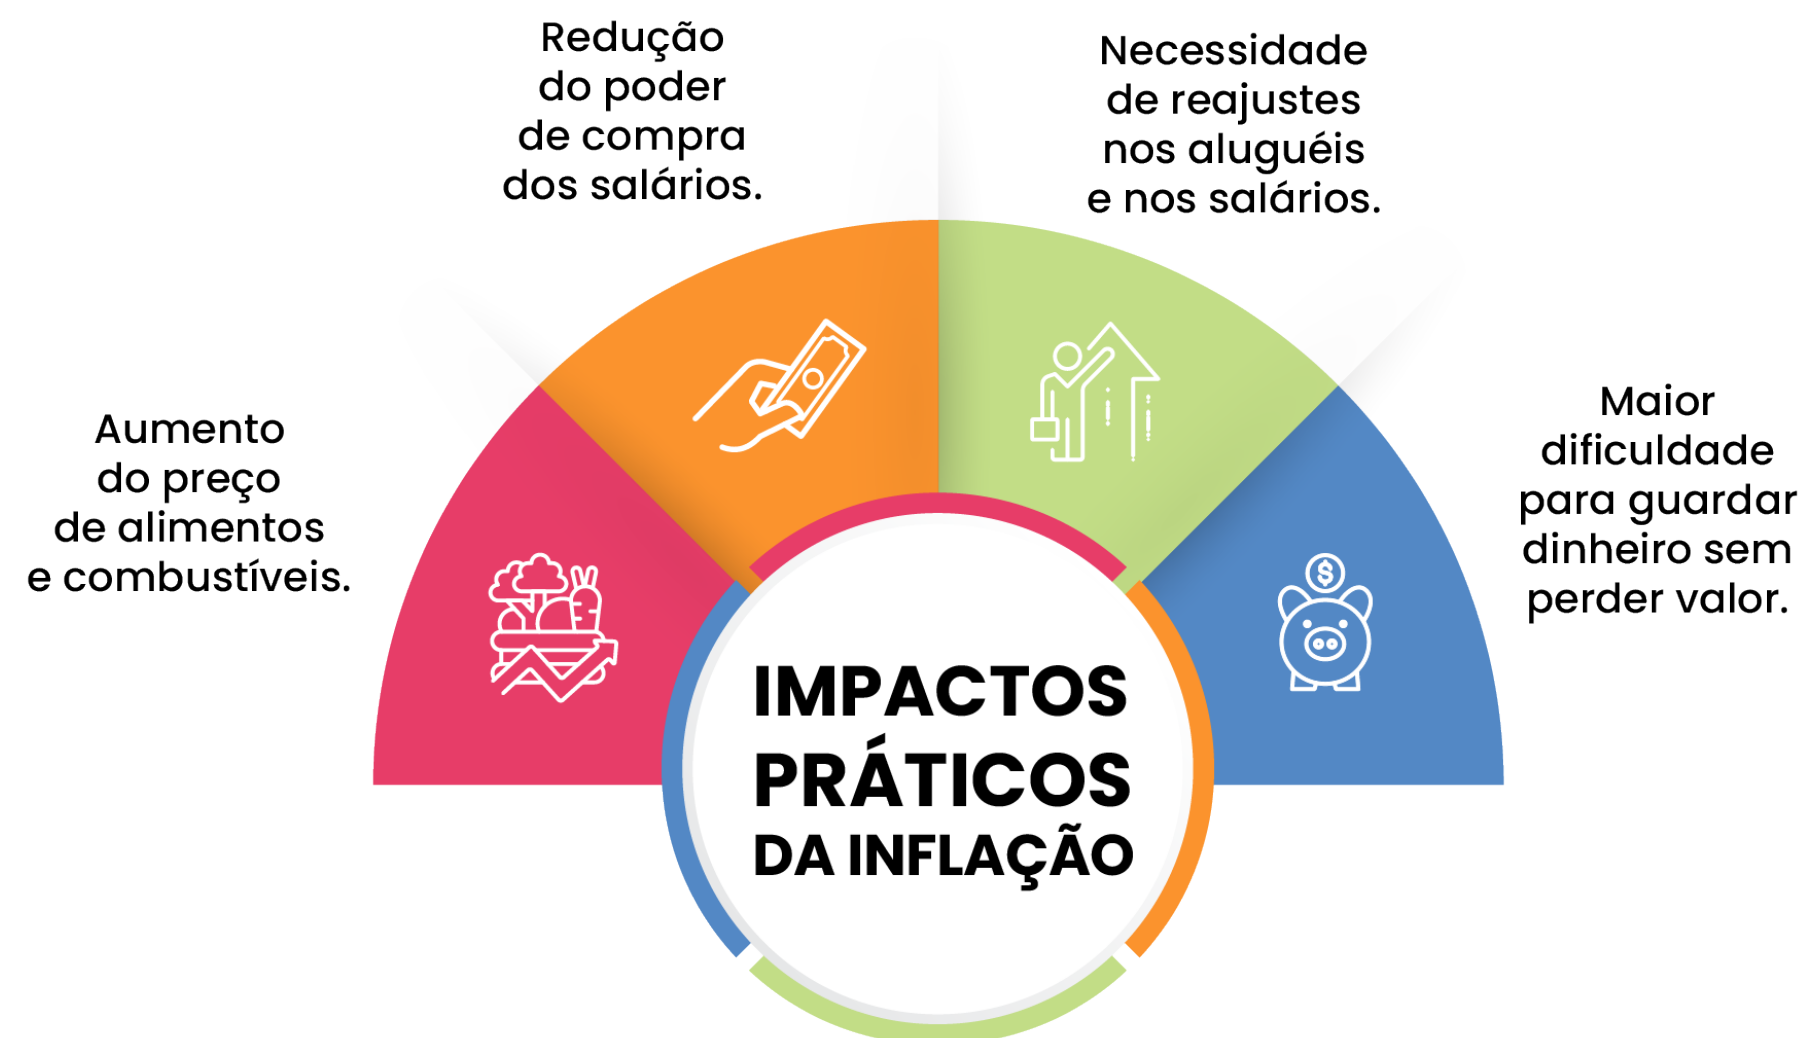 Redução
do poder
de compra
dos salários.
Necessidade
de reajustes
nos aluguéis
e nos salários.
Aumento
do preço
de alimentos
e combustíveis.
Maior
dificuldade
para guardar
dinheiro sem
perder valor.
$
IMPACTOS
PRÁTICOS
DA INFLAÇÃO